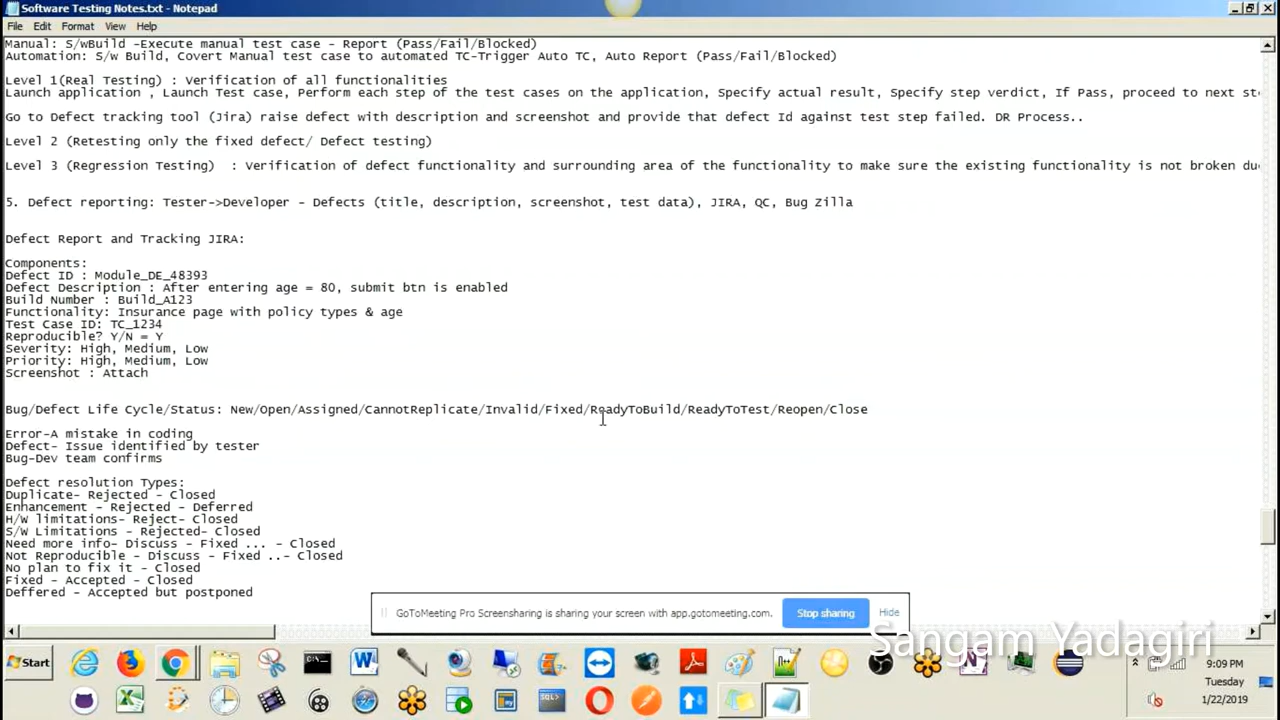 Software Testing Notes.txt - Notepad
File Edit Format View Help
Manual: S/wBuild -Execute manual test case - Report (Pass/Fail/Blocked)
Automation: S/w Build, Covert Manual test case to automated TC-Trigger Auto TC, Auto Report (Pass/Fail/Blocked)
Level 1(Real Testing) : Verification of all functionalities
Launch application , Launch Test case, Perform each step of the test cases on the application, Specify actual result, Specify step verdict, If Pass, proceed to next st
Go to Defect tracking tool (Jira) raise defect with description and screenshot and provide that defect Id against test step failed. DR Process..
Level 2 (Retesting only the fixed defect/ Defect testing)
Level 3 (Regression Testing)  : Verification of defect functionality and surrounding area of the functionality to make sure the existing functionality is not broken du
5. Defect reporting: Tester->Developer - Defects (title, description, screenshot, test data), JIRA, QC, Bug Zilla
Defect Report and Tracking JIRA:
Components:
Defect ID : Module_DE_48393
Defect Description : After entering age = 80, submit btn is enabled
Build Number : Build_A123
Functionality: Insurance page with policy types & age
Test Case ID: TC_1234
Reproducible? Y/N = Y
Severity: High, Medium, Low
Priority: High, Medium, Low
Screenshot : Attach
Bug/Defect Life Cycle/Status: New/Open/Assigned/CannotReplicate/Invalid/Fixed/ReadyToBuild/ReadyToTest/Reopen/Close
Error-A mistake in coding
Defect- Issue identified by tester
Bug-Dev team confirms
Defect resolution Types:
Duplicate- Rejected - Closed
Enhancement - Rejected - Deferred
H/W limitations- Reject- Closed
S/W Limitations - Rejected- Closed
Need more info- Discuss - Fixed ... - Closed
Not Reproducible - Discuss - Fixed ..- Closed
No plan to fix it - Closed
Fixed - Accepted - Closed
Deffered - Accepted but postponed
GoToMeeting Pro Screensharing is sharing your screen with app.gotomeeting.com. Stop sharing Hide
Sangam Yadagiri
Start
9:09 PM
Tuesday
1/22/2019